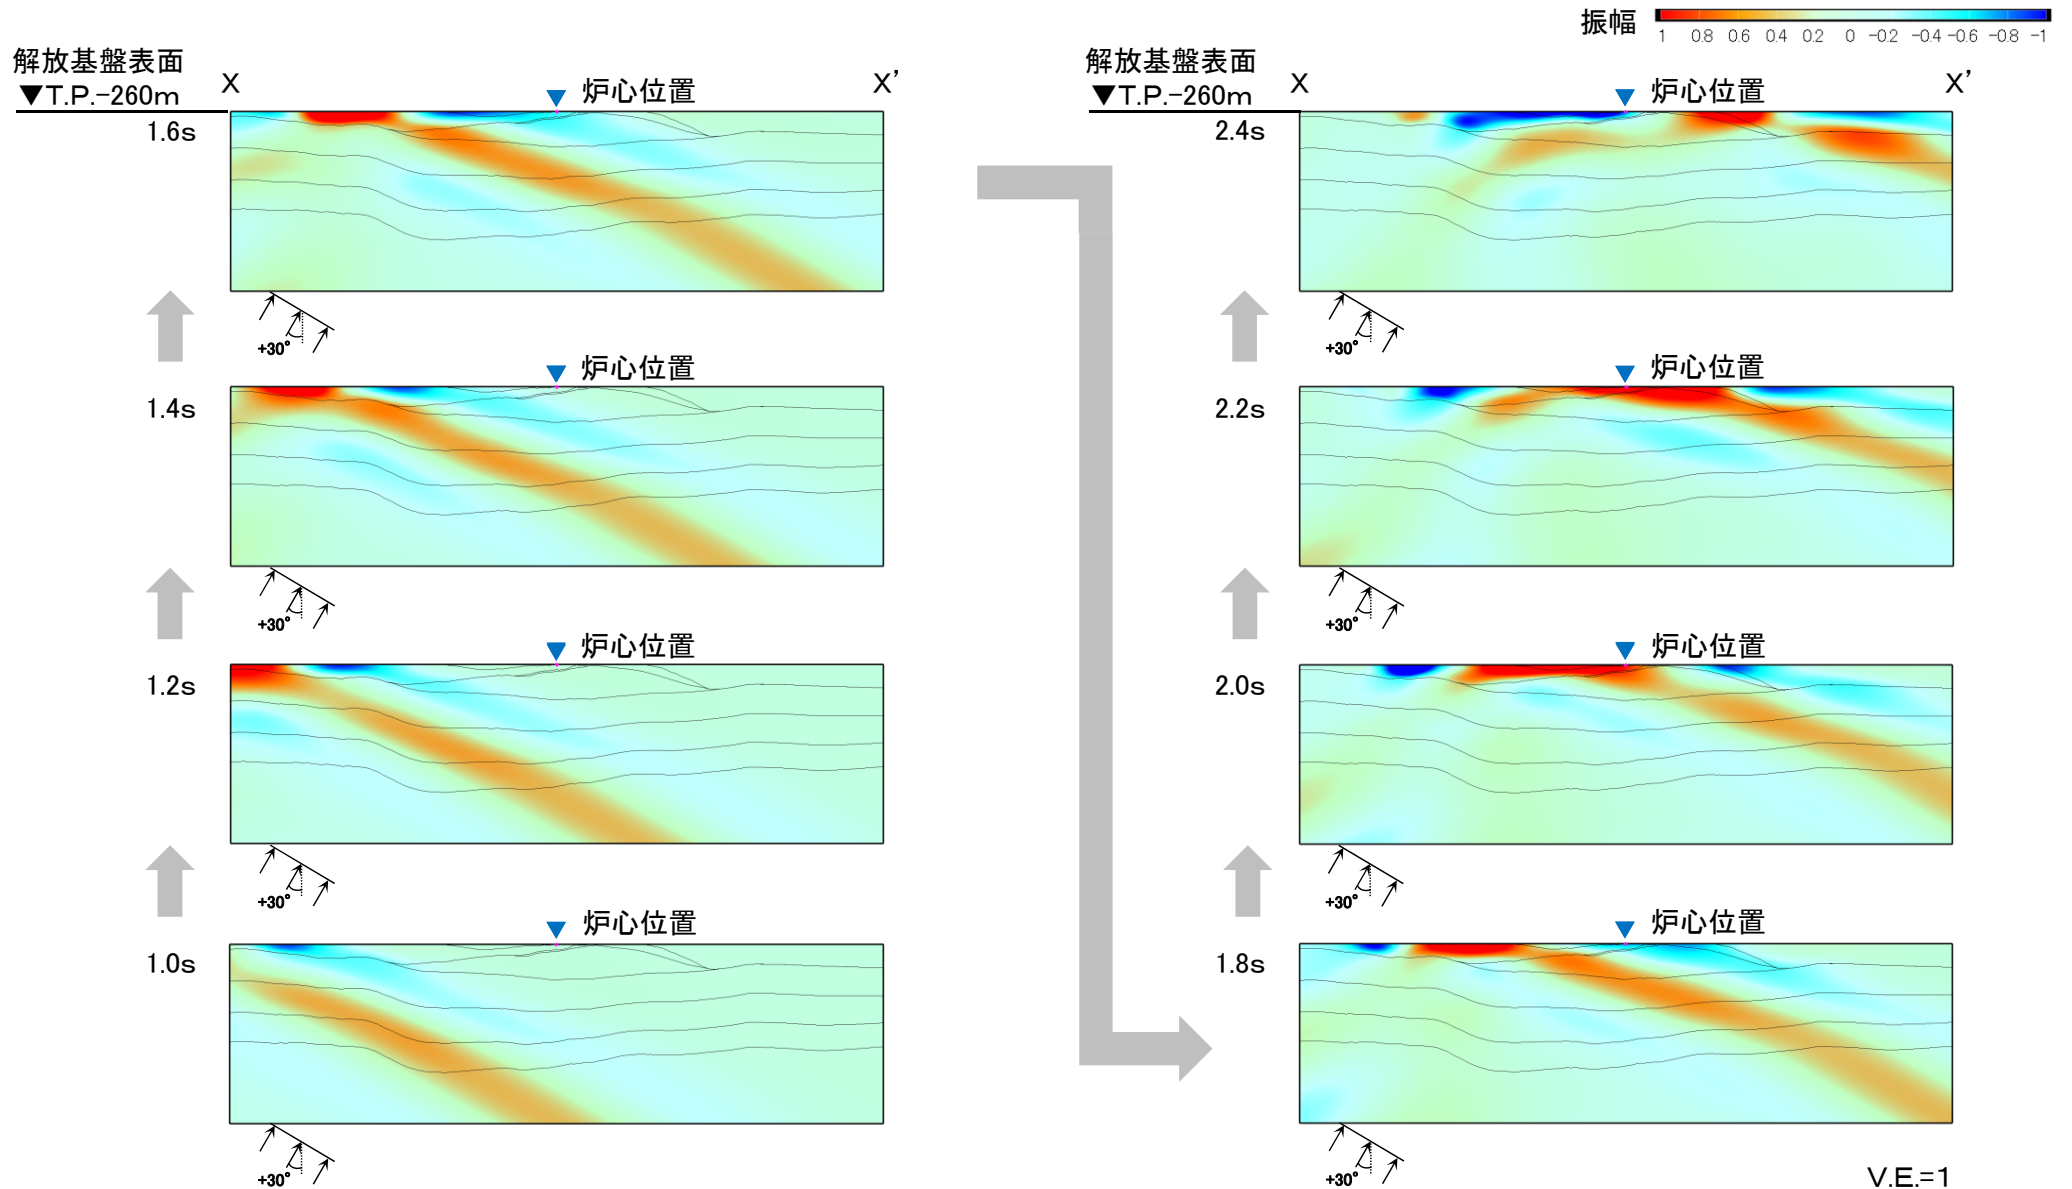 振幅
1 0.8 0.6 0.4 0.2 0 -0.2 -0.4 -0.6 -0.8 -1
解放基盤表面
▼T.P.-260m
X
X'
炉心位置
1.6s
+30°
炉心位置
1.4s
+30°
炉心位置
1.2s
+30°
炉心位置
1.0s
+30°
解放基盤表面
▼T.P.-260m
X
X'
炉心位置
2.4s
+30°
炉心位置
2.2s
+30°
炉心位置
2.0s
+30°
炉心位置
1.8s
+30°
V.E.=1